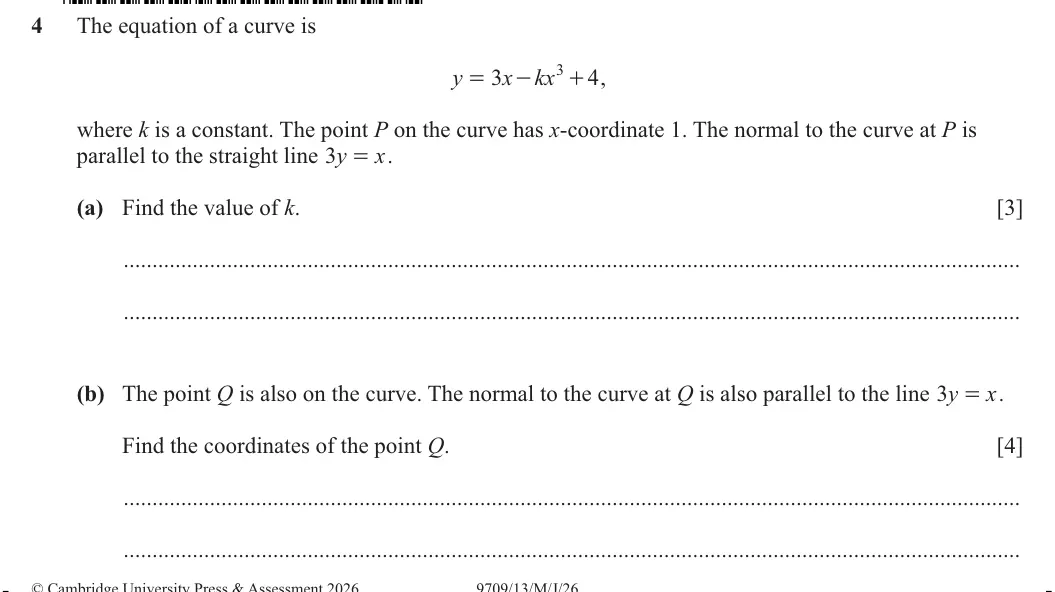 4 The equation of a curve is
y = 3x − kx³ + 4,
where k is a constant. The point P on the curve has x-coordinate 1. The normal to the curve at P is
parallel to the straight line 3y = x.
(a) Find the value of k. [3]
(b) The point Q is also on the curve. The normal to the curve at Q is also parallel to the line 3y = x.
Find the coordinates of the point Q. [4]
© Cambridge University Press & Assessment 2026 9709/13/M/J/26